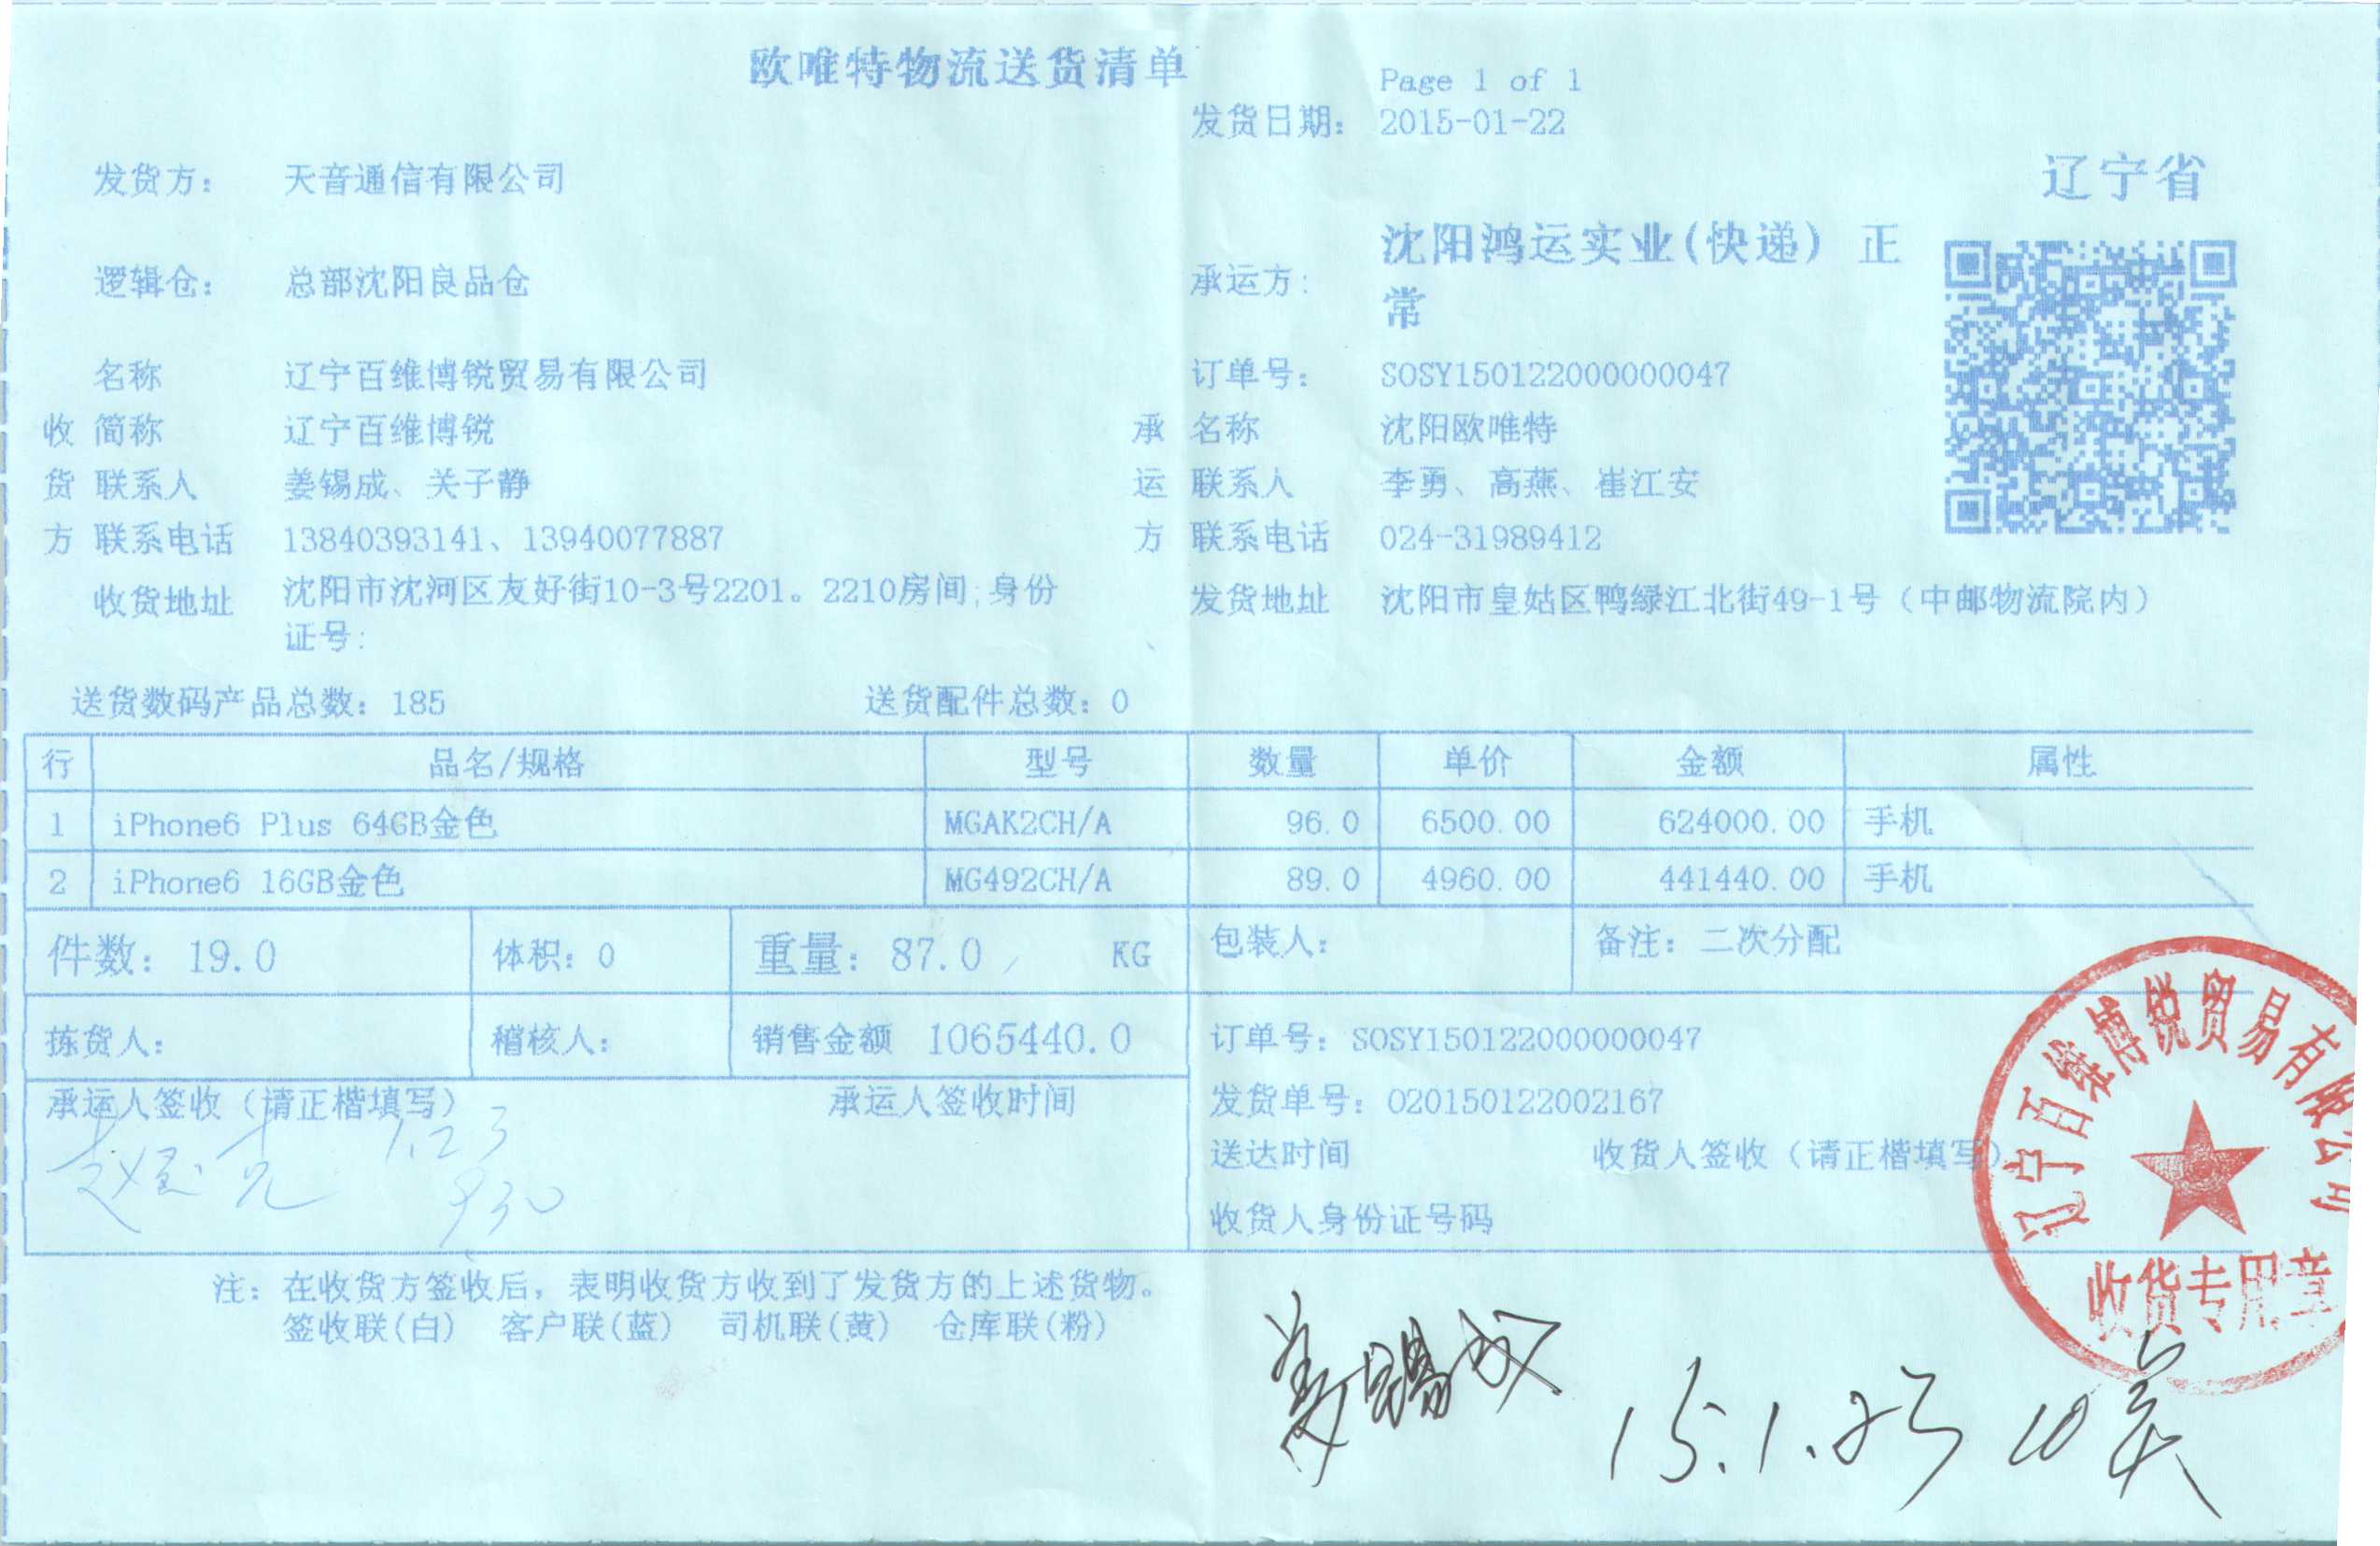 欧唯特物流送货清单
Page 1 of 1
发货日期: 2015-01-22
发货方: 天音通信有限公司
辽宁省
逻辑仓: 总部沈阳良品仓 承运方: 沈阳鸿运实业(快递) 正
常
名称 辽宁百维博锐贸易有限公司 订单号: SOSY150122000000047
收 简称 辽宁百维博锐 承 名称 沈阳欧唯特
货 联系人 姜锡成、关子静 运 联系人 李勇、高燕、崔江安
方 联系电话 13840393141、13940077887 方 联系电话 024-31989412
收货地址 沈阳市沈河区友好街10-3号2201。2210房间;身份
证号:
发货地址 沈阳市皇姑区鸭绿江北街49-1号（中邮物流院内）
送货数码产品总数: 185 送货配件总数: 0
行 品名/规格 型号 数量 单价 金额 属性
1 iPhone6 Plus 64GB金色 MGAK2CH/A 96.0 6500.00 624000.00 手机
2 iPhone6 16GB金色 MG492CH/A 89.0 4960.00 441440.00 手机
件数: 19.0 体积: 0 重量: 87.0 KG 包装人: 备注: 二次分配
拣货人: 稽核人: 销售金额 1065440.0 订单号: SOSY150122000000047
承运人签收（请正楷填写） 承运人签收时间 发货单号: 020150122002167
1.23
930
送达时间 收货人签收（请正楷填写）
收货人身份证号码
辽宁百维博锐贸易有限公司
收货专用章
注: 在收货方签收后，表明收货方收到了发货方的上述货物。
签收联(白) 客户联(蓝) 司机联(黄) 仓库联(粉)
姜锡成 15.1.23